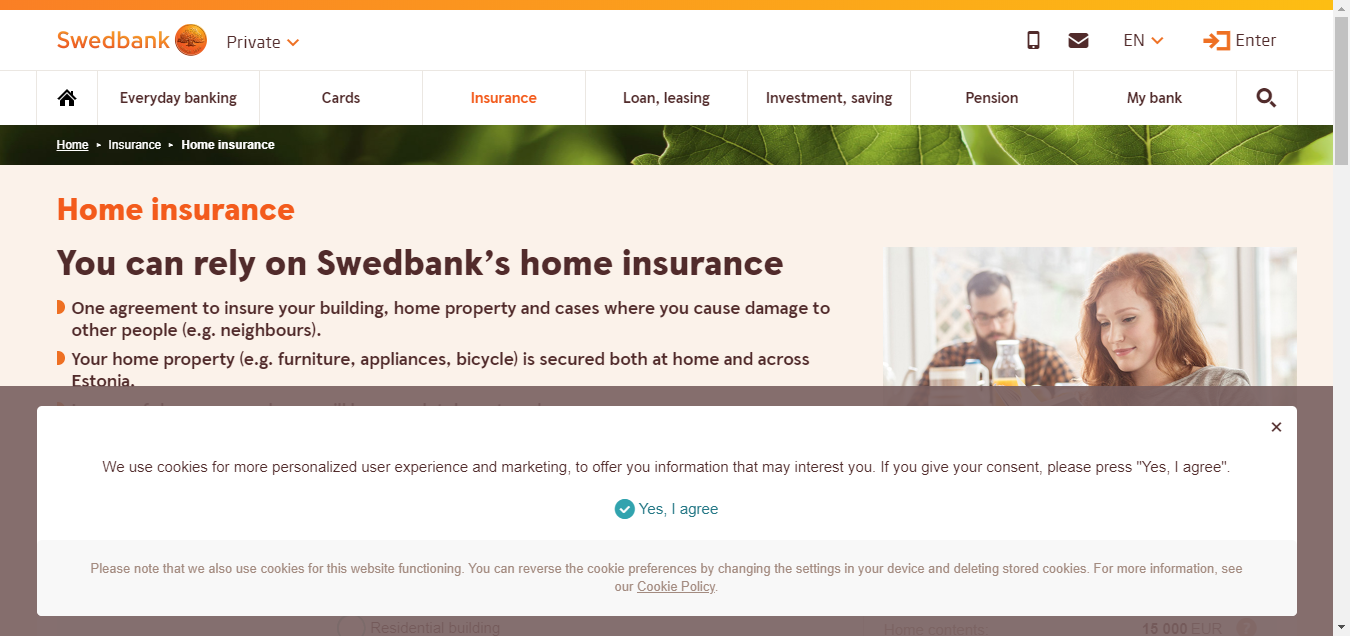 Swedbank Private EN Enter
Everyday banking Cards Insurance Loan, leasing Investment, saving Pension My bank
Home ▸ Insurance ▸ Home insurance
Home insurance
You can rely on Swedbank's home insurance
One agreement to insure your building, home property and cases where you cause damage to
other people (e.g. neighbours).
Your home property (e.g. furniture, appliances, bicycle) is secured both at home and across
Estonia.
We use cookies for more personalized user experience and marketing, to offer you information that may interest you. If you give your consent, please press "Yes, I agree".
Yes, I agree
Please note that we also use cookies for this website functioning. You can reverse the cookie preferences by changing the settings in your device and deleting stored cookies. For more information, see
our Cookie Policy.
Residential building
Home contents 15 000 EUR ?